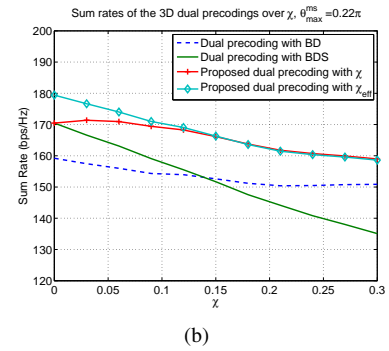 Sum rates of the 3D dual precodings over χ, θ^ms_max=0.22π
200
190
180
170
160
150
140
130
120
Sum Rate (bps/Hz)
Dual precoding with BD
Dual precoding with BDS
Proposed dual precoding with χ
Proposed dual precoding with χ_eff
0 0.05 0.1 0.15 0.2 0.25 0.3
χ
(b)